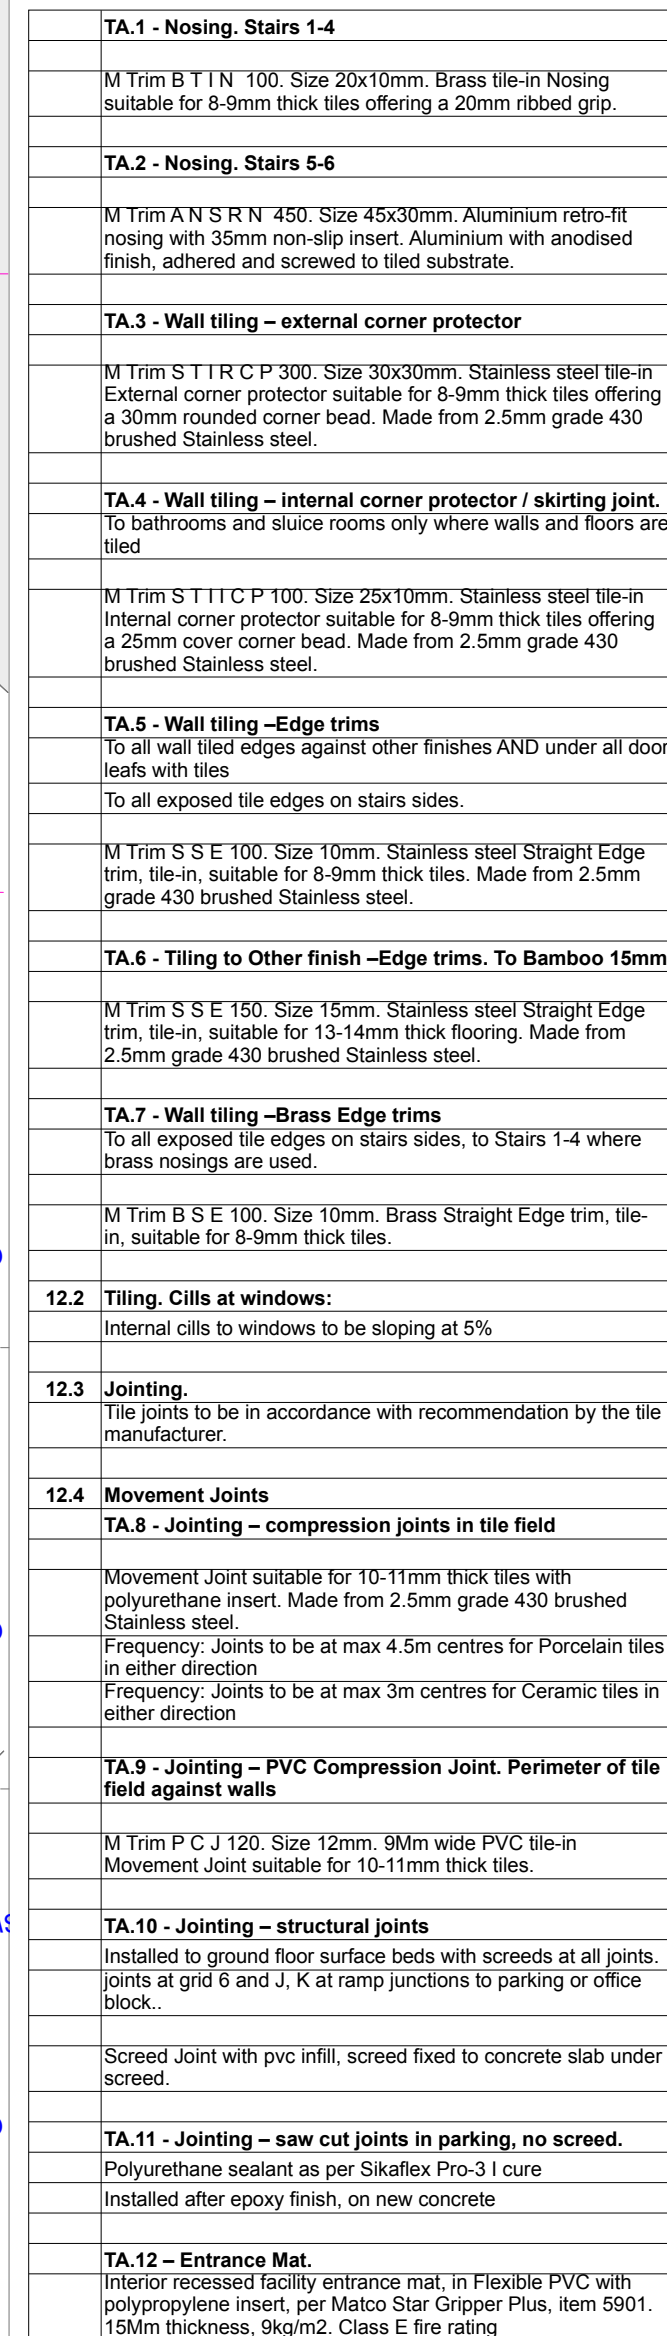 TA.1 - Nosing. Stairs 1-4
M Trim B T I N  100. Size 20x10mm. Brass tile-in Nosing
suitable for 8-9mm thick tiles offering a 20mm ribbed grip.
TA.2 - Nosing. Stairs 5-6
M Trim A N S R N  450. Size 45x30mm. Aluminium retro-fit
nosing with 35mm non-slip insert. Aluminium with anodised
finish, adhered and screwed to tiled substrate.
TA.3 - Wall tiling – external corner protector
M Trim S T I R C P 300. Size 30x30mm. Stainless steel tile-in
External corner protector suitable for 8-9mm thick tiles offering
a 30mm rounded corner bead. Made from 2.5mm grade 430
brushed Stainless steel.
TA.4 - Wall tiling – internal corner protector / skirting joint.
To bathrooms and sluice rooms only where walls and floors are
tiled
M Trim S T I I C P 100. Size 25x10mm. Stainless steel tile-in
Internal corner protector suitable for 8-9mm thick tiles offering
a 25mm cover corner bead. Made from 2.5mm grade 430
brushed Stainless steel.
TA.5 - Wall tiling –Edge trims
To all wall tiled edges against other finishes AND under all door
leafs with tiles
To all exposed tile edges on stairs sides.
M Trim S S E 100. Size 10mm. Stainless steel Straight Edge
trim, tile-in, suitable for 8-9mm thick tiles. Made from 2.5mm
grade 430 brushed Stainless steel.
TA.6 - Tiling to Other finish –Edge trims. To Bamboo 15mm
M Trim S S E 150. Size 15mm. Stainless steel Straight Edge
trim, tile-in, suitable for 13-14mm thick flooring. Made from
2.5mm grade 430 brushed Stainless steel.
TA.7 - Wall tiling –Brass Edge trims
To all exposed tile edges on stairs sides, to Stairs 1-4 where
brass nosings are used.
M Trim B S E 100. Size 10mm. Brass Straight Edge trim, tile-
in, suitable for 8-9mm thick tiles.
12.2 Tiling. Cills at windows:
Internal cills to windows to be sloping at 5%
12.3 Jointing.
Tile joints to be in accordance with recommendation by the tile
manufacturer.
12.4 Movement Joints
TA.8 - Jointing – compression joints in tile field
Movement Joint suitable for 10-11mm thick tiles with
polyurethane insert. Made from 2.5mm grade 430 brushed
Stainless steel.
Frequency: Joints to be at max 4.5m centres for Porcelain tiles
in either direction
Frequency: Joints to be at max 3m centres for Ceramic tiles in
either direction
TA.9 - Jointing – PVC Compression Joint. Perimeter of tile
field against walls
M Trim P C J 120. Size 12mm. 9Mm wide PVC tile-in
Movement Joint suitable for 10-11mm thick tiles.
TA.10 - Jointing – structural joints
Installed to ground floor surface beds with screeds at all joints.
joints at grid 6 and J, K at ramp junctions to parking or office
block..
Screed Joint with pvc infill, screed fixed to concrete slab under
screed.
TA.11 - Jointing – saw cut joints in parking, no screed.
Polyurethane sealant as per Sikaflex Pro-3 I cure
Installed after epoxy finish, on new concrete
TA.12 – Entrance Mat.
Interior recessed facility entrance mat, in Flexible PVC with
polypropylene insert, per Matco Star Gripper Plus, item 5901.
15Mm thickness, 9kg/m2. Class E fire rating